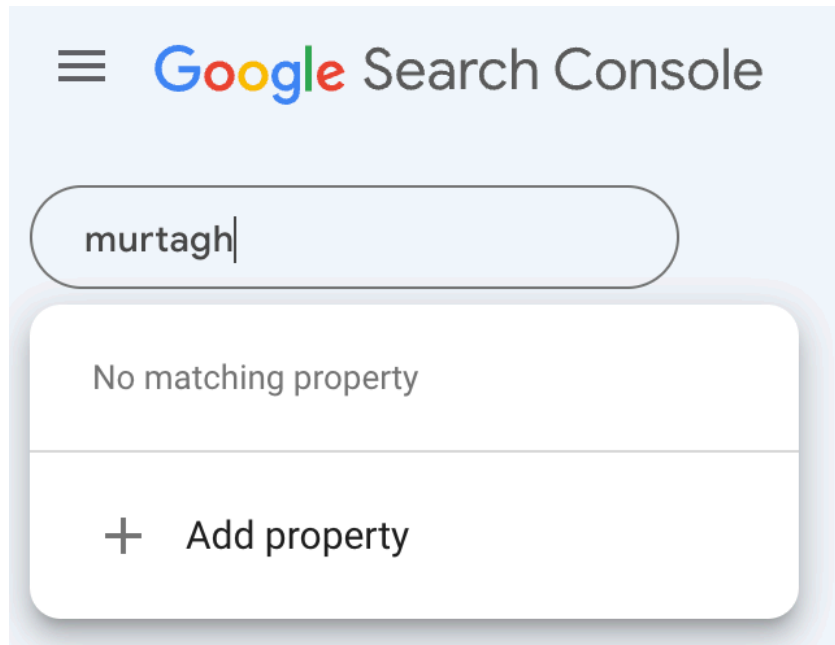 Google Search Console
murtagh
No matching property
Add property